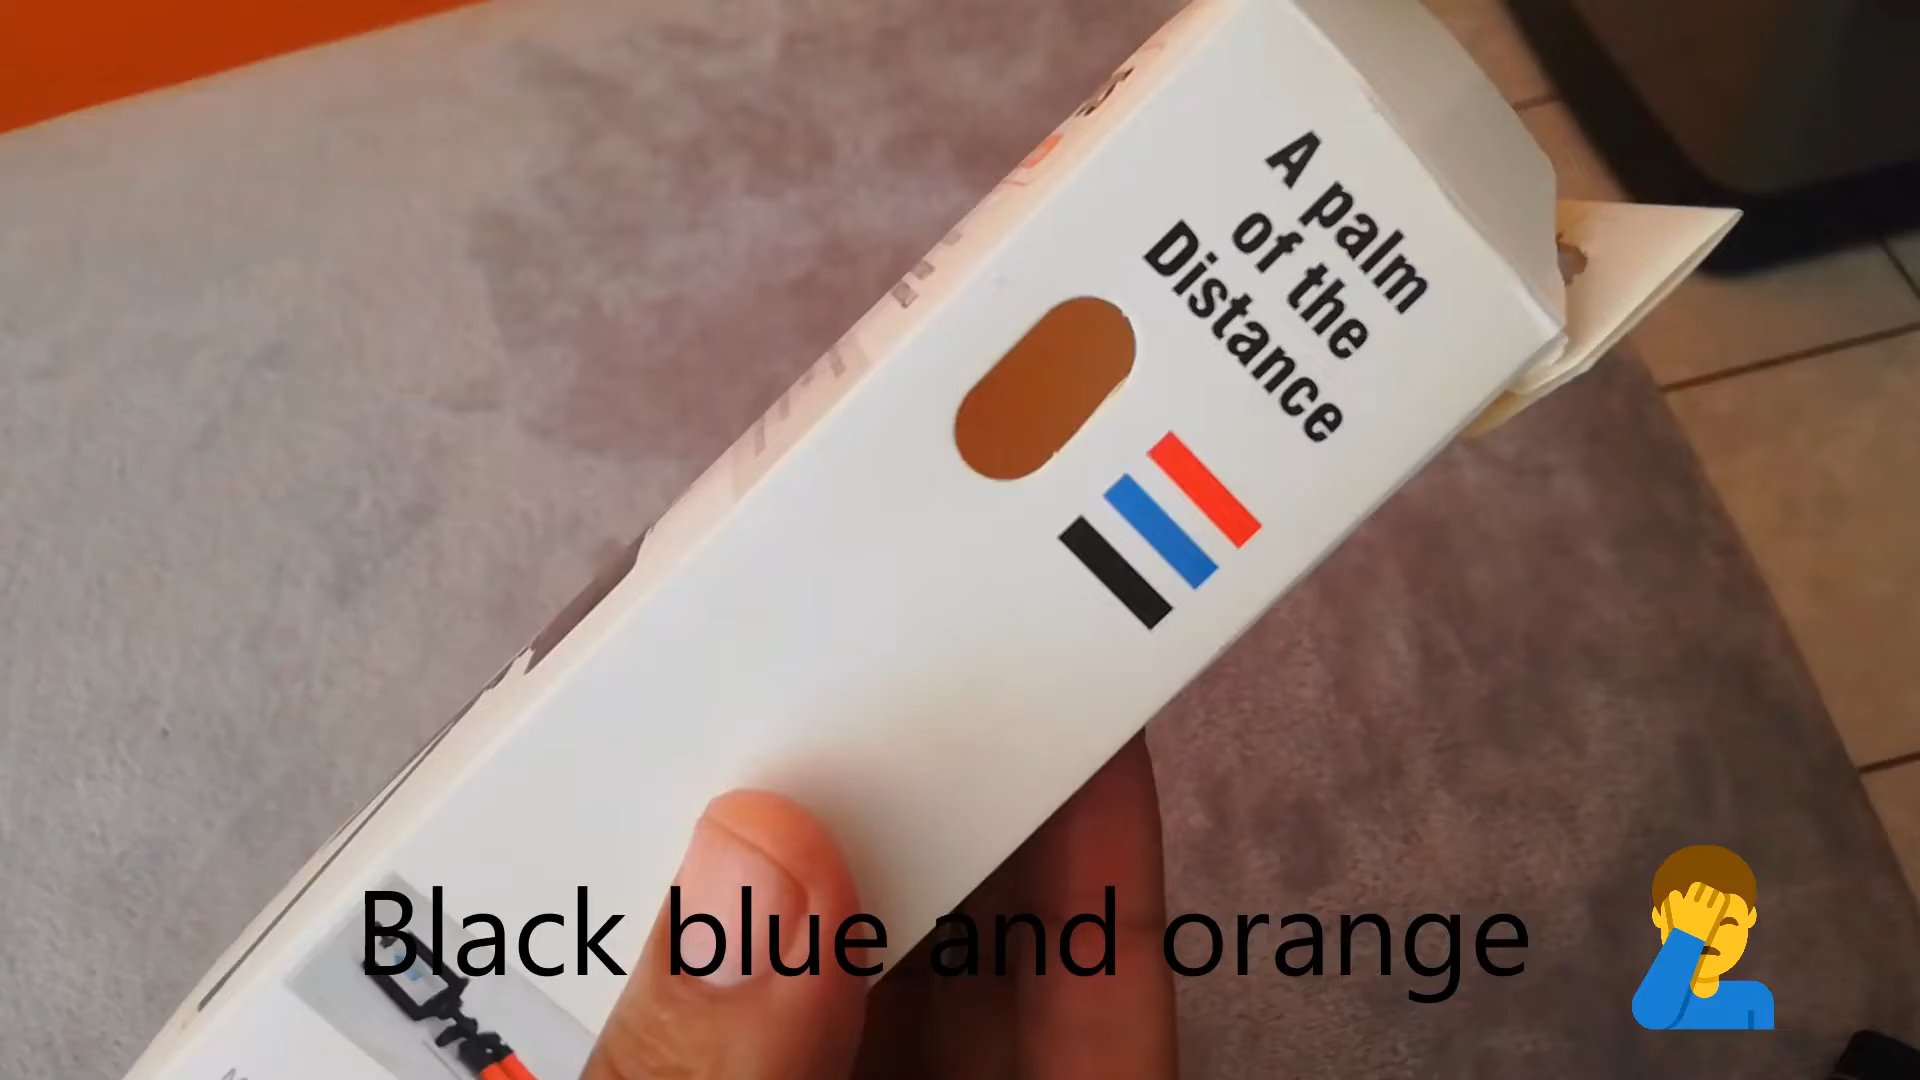 A palm
of the
Distance
Black blue and orange